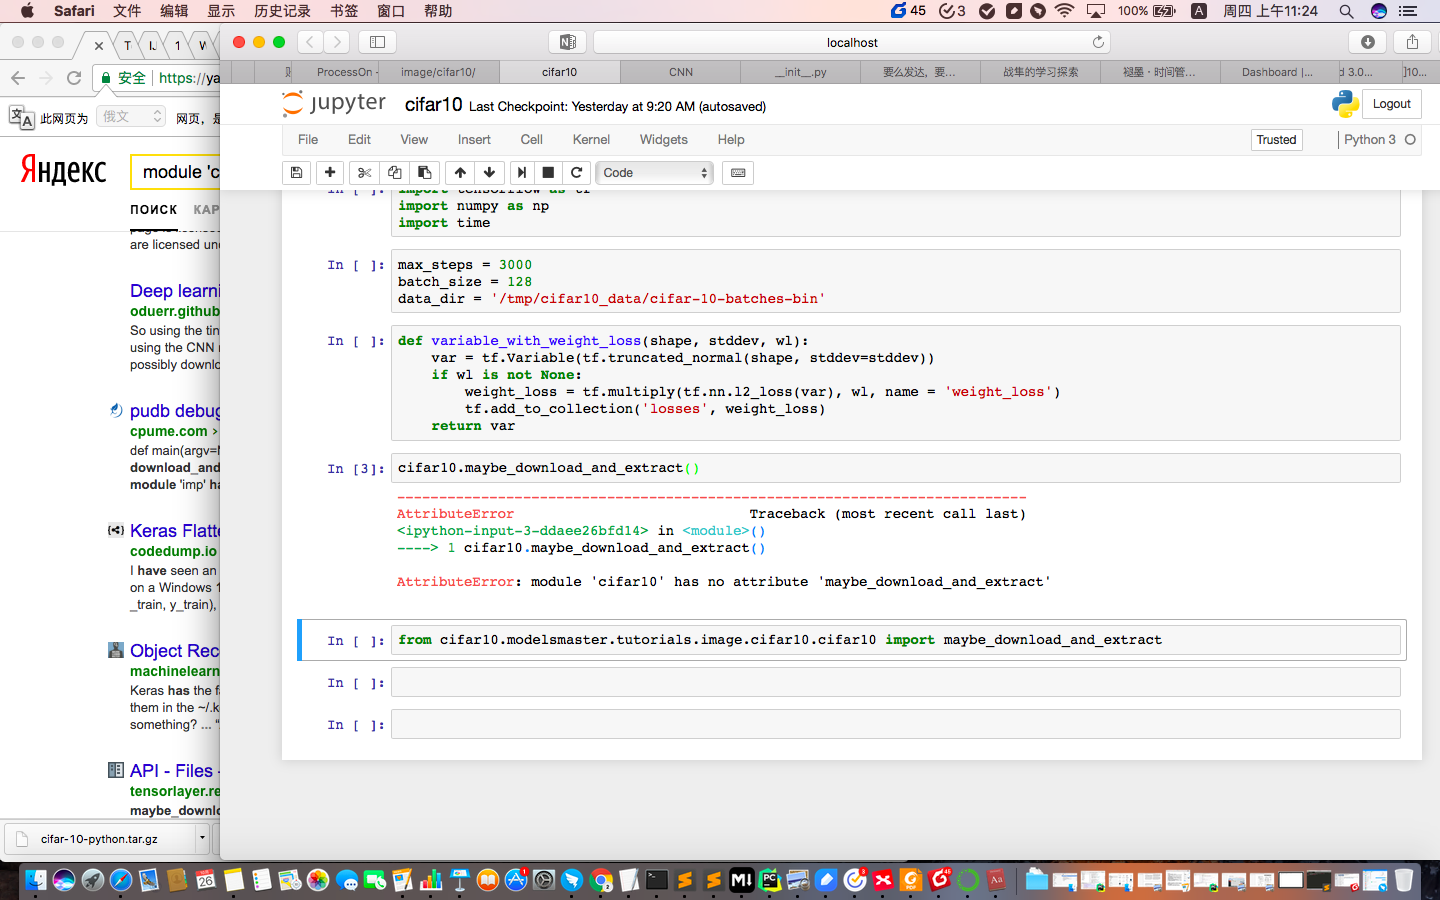 Safari 文件 编辑 显示 历史记录 书签 窗口 帮助 45 3 100% A 周四 上午11:24
T 1 W
localhost
安全 https://ya
ProcessOn - image/cifar10/ cifar10 CNN __init__.py 要么发达，要... 战隼的学习探索 褪墨・时间管... Dashboard |... d 3.0... ]10...
此网页为 俄文 网页，是
jupyter cifar10 Last Checkpoint: Yesterday at 9:20 AM (autosaved) Logout
File Edit View Insert Cell Kernel Widgets Help Trusted Python 3
Code
Яндекс module 'c
ПОИСК КАР
are licensed und
Deep learni
oduerr.github
So using the tin
using the CNN
possibly downlo
pudb debug
cpume.com >
def main(argv=
download_and
module 'imp' ha
Keras Flatte
codedump.io
I have seen an
on a Windows 1
_train, y_train),
Object Rec
machinelearn
Keras has the f
them in the ~/.k
something? ... “
API - Files -
tensorlayer.re
maybe_downlo
cifar-10-python.tar.gz
In [ ]: import tensorflow as tf
import numpy as np
import time
In [ ]: max_steps = 3000
batch_size = 128
data_dir = '/tmp/cifar10_data/cifar-10-batches-bin'
In [ ]: def variable_with_weight_loss(shape, stddev, wl):
var = tf.Variable(tf.truncated_normal(shape, stddev=stddev))
if wl is not None:
weight_loss = tf.multiply(tf.nn.l2_loss(var), wl, name = 'weight_loss')
tf.add_to_collection('losses', weight_loss)
return var
In [3]: cifar10.maybe_download_and_extract()
---------------------------------------------------------------------------
AttributeError Traceback (most recent call last)
<ipython-input-3-ddaee26bfd14> in <module>()
----> 1 cifar10.maybe_download_and_extract()
AttributeError: module 'cifar10' has no attribute 'maybe_download_and_extract'
In [ ]: from cifar10.modelsmaster.tutorials.image.cifar10.cifar10 import maybe_download_and_extract
In [ ]:
In [ ]: